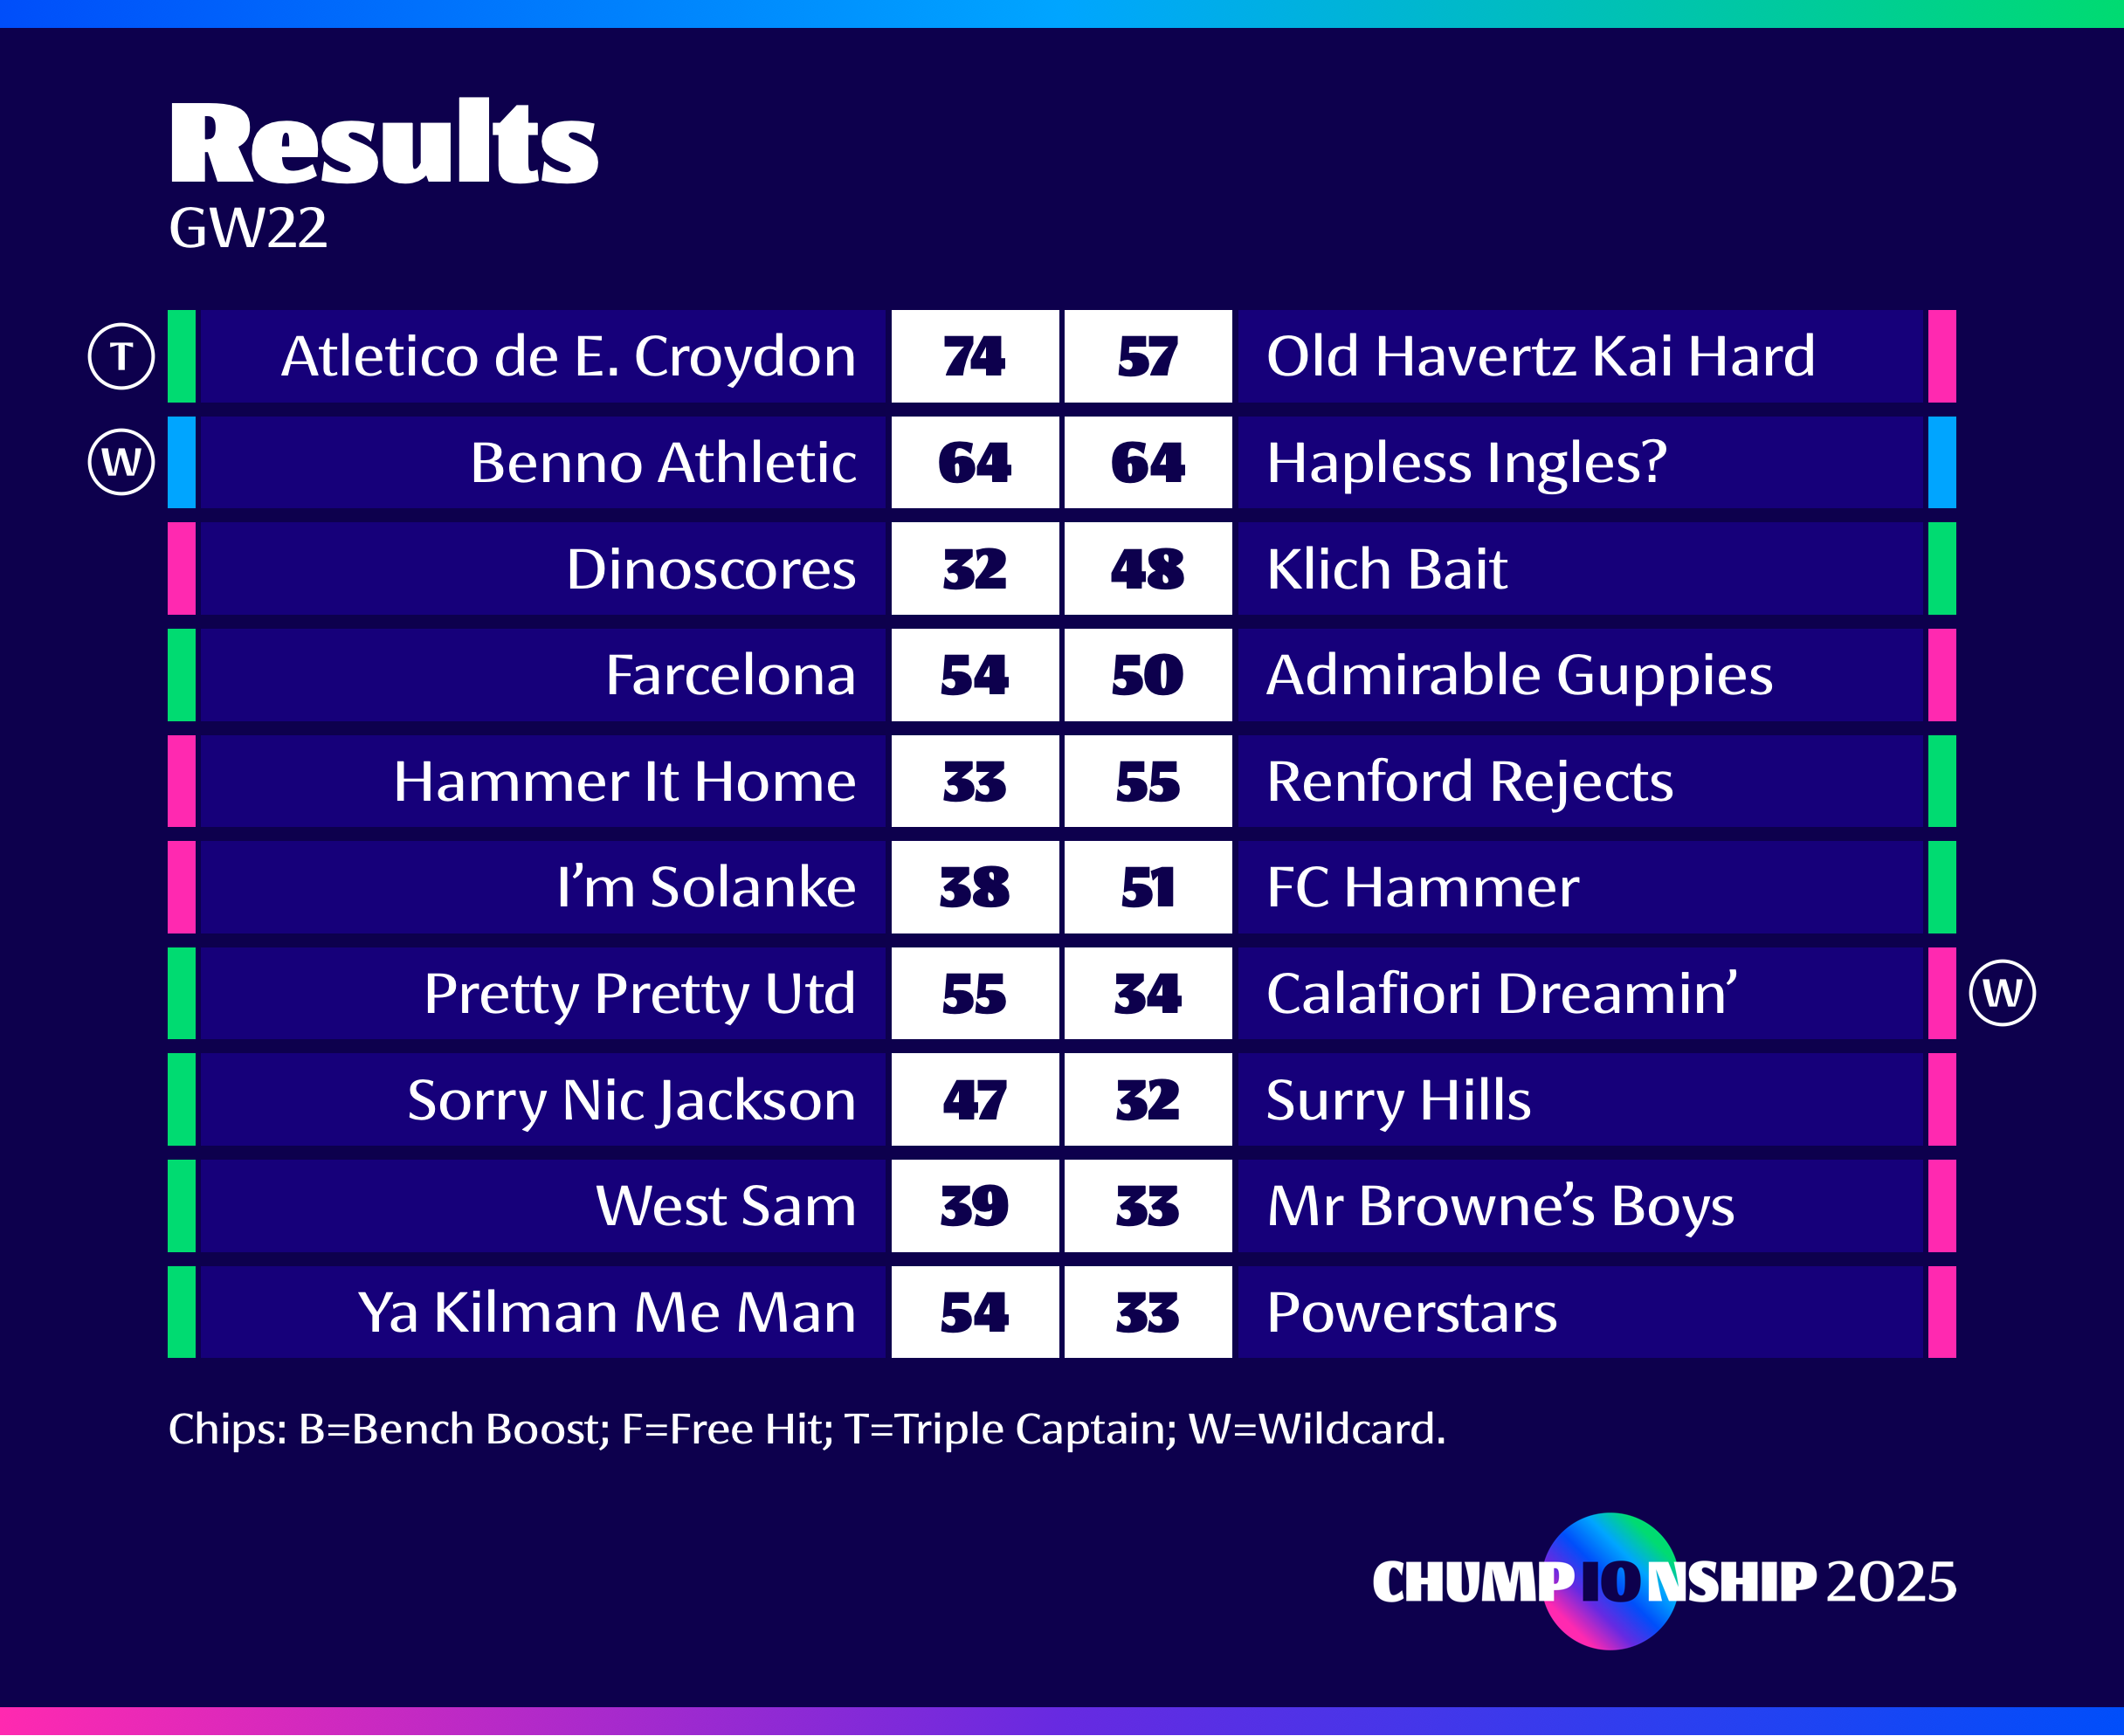 Results
GW22
T Atletico de E. Croydon 74 57 Old Havertz Kai Hard
W Benno Athletic 64 64 Hapless Ingles?
Dinoscores 32 48 Klich Bait
Farcelona 54 50 Admirable Guppies
Hammer It Home 33 55 Renford Rejects
I’m Solanke 38 51 FC Hammer
Pretty Pretty Utd 55 34 Calafiori Dreamin’ W
Sorry Nic Jackson 47 32 Surry Hills
West Sam 39 33 Mr Browne’s Boys
Ya Kilman Me Man 54 33 Powerstars
Chips: B=Bench Boost; F=Free Hit; T=Triple Captain; W=Wildcard.
CHUMPIONSHIP 2025